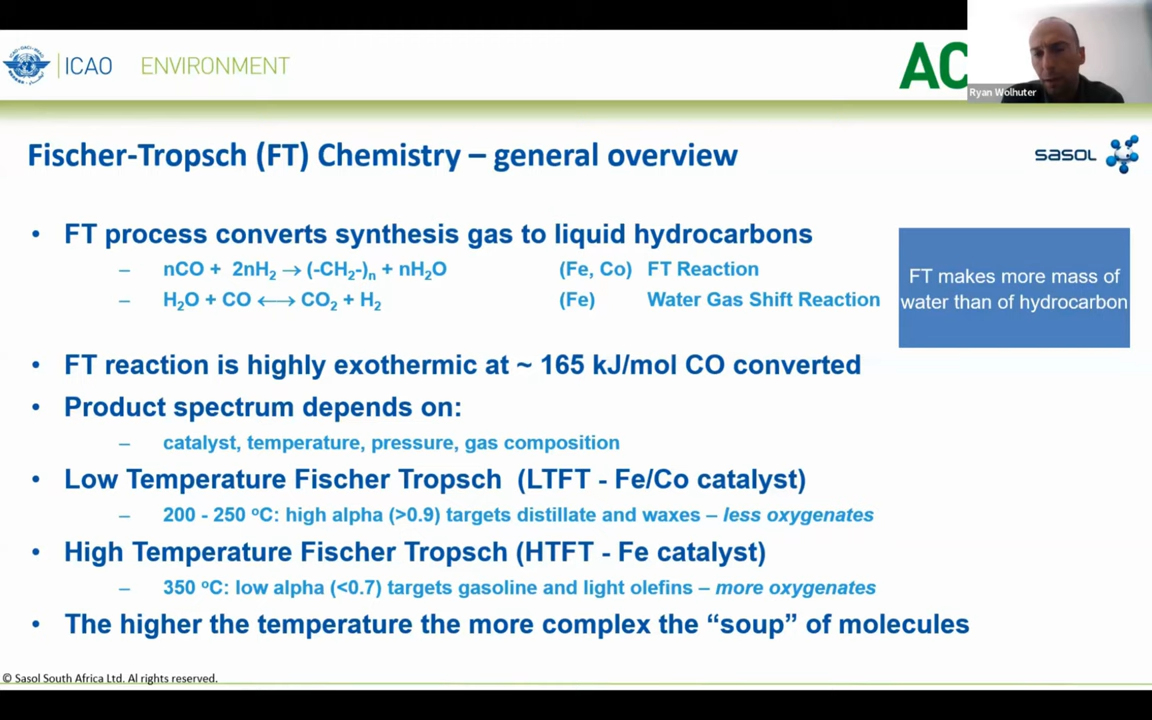 ICAO ENVIRONMENT
AC
Ryan Wolhuter
Fischer-Tropsch (FT) Chemistry – general overview
sasol
• FT process converts synthesis gas to liquid hydrocarbons
– nCO + 2nH₂ → (-CH₂-)ₙ + nH₂O (Fe, Co) FT Reaction
– H₂O + CO ⟷ CO₂ + H₂ (Fe) Water Gas Shift Reaction
FT makes more mass of
water than of hydrocarbon
• FT reaction is highly exothermic at ~ 165 kJ/mol CO converted
• Product spectrum depends on:
– catalyst, temperature, pressure, gas composition
• Low Temperature Fischer Tropsch (LTFT - Fe/Co catalyst)
– 200 - 250 ºC: high alpha (>0.9) targets distillate and waxes – less oxygenates
• High Temperature Fischer Tropsch (HTFT - Fe catalyst)
– 350 ºC: low alpha (<0.7) targets gasoline and light olefins – more oxygenates
• The higher the temperature the more complex the “soup” of molecules
© Sasol South Africa Ltd. Al rights reserved.